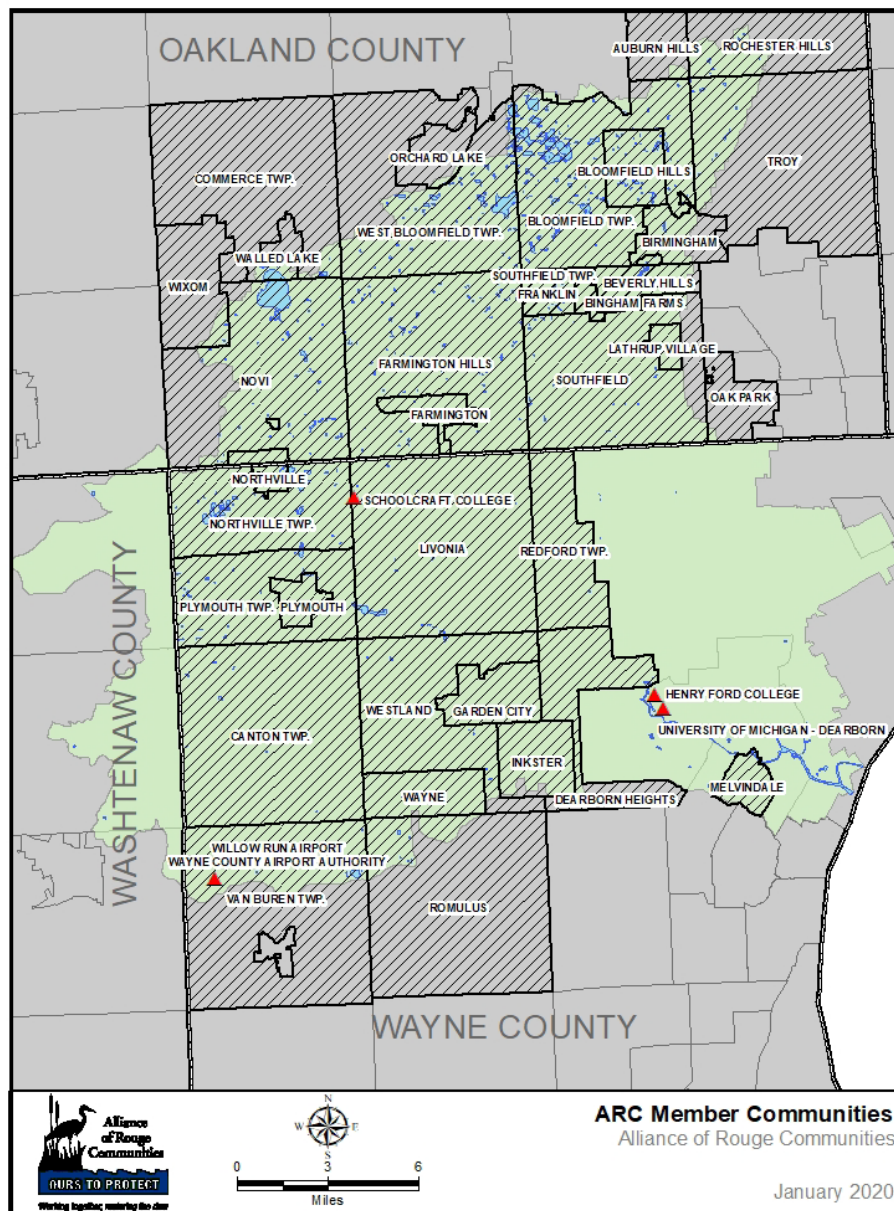 OAKLAND COUNTY
AUBURN HILLS
ROCHESTER HILLS
ORCHARD LAKE
TROY
COMMERCE TWP.
BLOOMFIELD HILLS
WEST BLOOMFIELD TWP.
BLOOMFIELD TWP.
BIRMINGHAM
WALLED LAKE
WIXOM
SOUTHFIELD TWP.
BEVERLY HILLS
FRANKLIN
BINGHAM FARMS
LATHRUP VILLAGE
FARMINGTON HILLS
NOVI
SOUTHFIELD
OAK PARK
FARMINGTON
NORTHVILLE
SCHOOLCRAFT COLLEGE
NORTHVILLE TWP.
LIVONIA
REDFORD TWP.
WASHTENAW COUNTY
PLYMOUTH TWP.
PLYMOUTH
HENRY FORD COLLEGE
WESTLAND
GARDEN CITY
UNIVERSITY OF MICHIGAN - DEARBORN
CANTON TWP.
INKSTER
MELVINDALE
WAYNE
DEARBORN HEIGHTS
WILLOW RUN AIRPORT
WAYNE COUNTY AIRPORT AUTHORITY
VAN BUREN TWP.
ROMULUS
WAYNE COUNTY
Alliance
of Rouge
Communities
OURS TO PROTECT
Working together, restoring the river
N
W E
S
0 3 6
Miles
ARC Member Communities
Alliance of Rouge Communities
January 2020